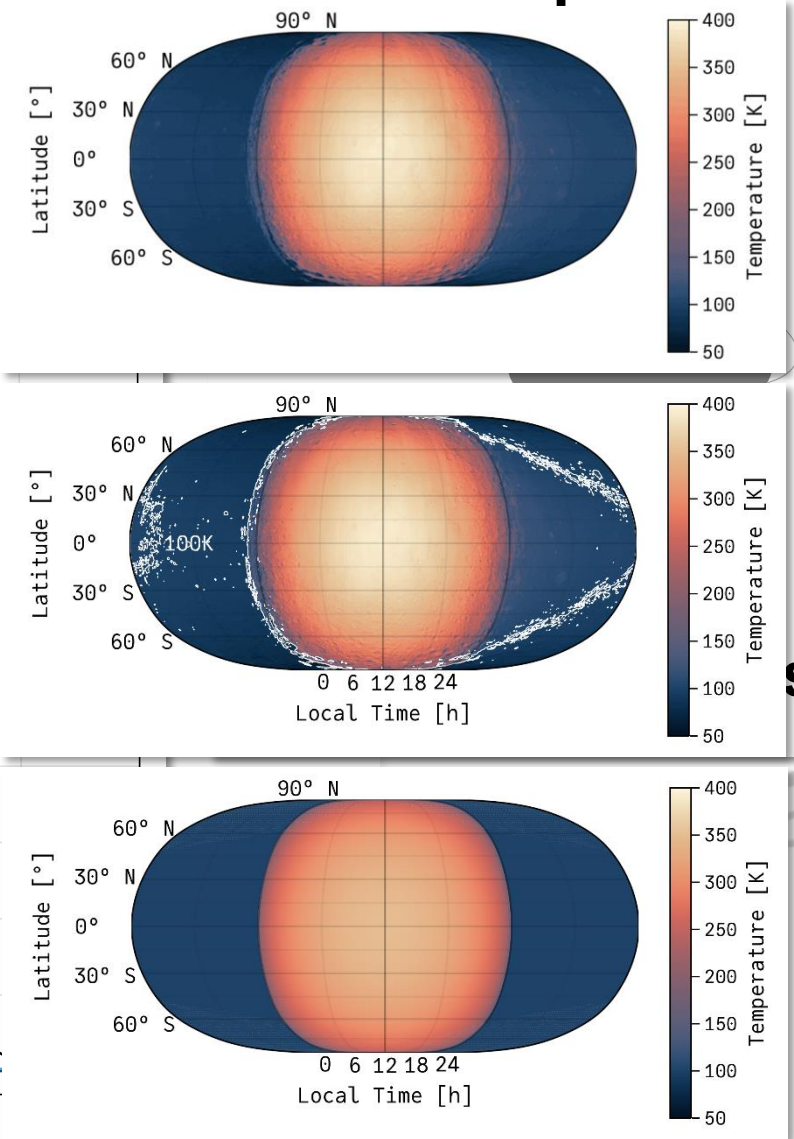 90° N
60° N
30° N
0°
30° S
60° S
Latitude [°]
400
350
300
250
200
150
100
50
Temperature [K]
90° N
60° N
30° N
0°
30° S
60° S
Latitude [°]
100K
0 6 12 18 24
Local Time [h]
400
350
300
250
200
150
100
50
Temperature [K]
90° N
60° N
30° N
0°
30° S
60° S
Latitude [°]
0 6 12 18 24
Local Time [h]
400
350
300
250
200
150
100
50
Temperature [K]